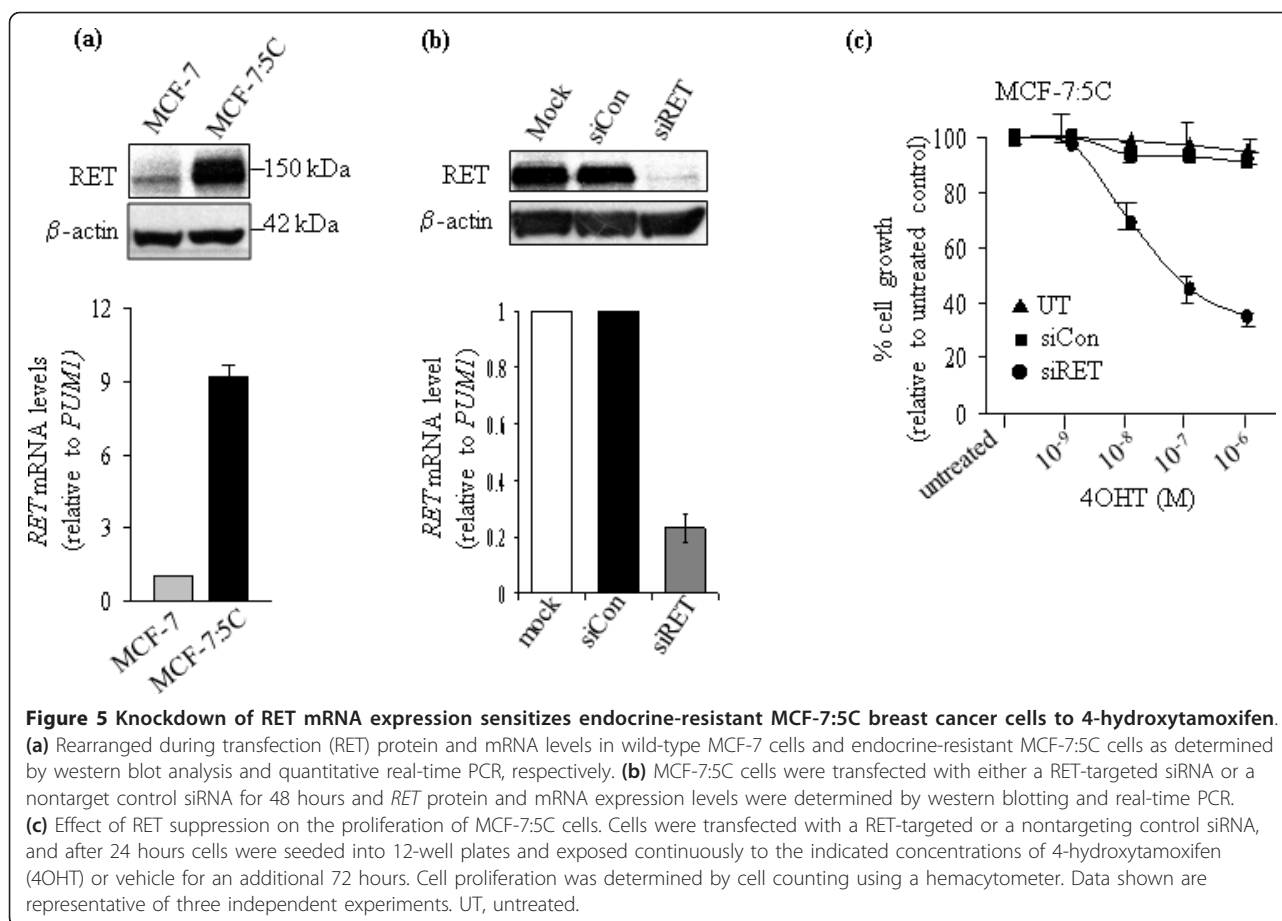 (a)
MCF-7
MCF-7:5C
RET
150 kDa
β-actin
42 kDa
RET mRNA levels
(relative to PUM1)
12
9
6
3
0
MCF-7
MCF-7:5C
(b)
Mock
siCon
siRET
RET
β-actin
RET mRNA level
(relative to PUM1)
1
0.8
0.6
0.4
0.2
0
mock
siCon
siRET
(c)
MCF-7:5C
% cell growth
(relative to untreated control)
100
80
60
40
20
0
UT
siCon
siRET
untreated
10⁻⁹
10⁻⁸
10⁻⁷
10⁻⁶
4OHT (M)
Figure 5 Knockdown of RET mRNA expression sensitizes endocrine-resistant MCF-7:5C breast cancer cells to 4-hydroxytamoxifen.
(a) Rearranged during transfection (RET) protein and mRNA levels in wild-type MCF-7 cells and endocrine-resistant MCF-7:5C cells as determined
by western blot analysis and quantitative real-time PCR, respectively. (b) MCF-7:5C cells were transfected with either a RET-targeted siRNA or a
nontarget control siRNA for 48 hours and RET protein and mRNA expression levels were determined by western blotting and real-time PCR.
(c) Effect of RET suppression on the proliferation of MCF-7:5C cells. Cells were transfected with a RET-targeted or a nontargeting control siRNA,
and after 24 hours cells were seeded into 12-well plates and exposed continuously to the indicated concentrations of 4-hydroxytamoxifen
(4OHT) or vehicle for an additional 72 hours. Cell proliferation was determined by cell counting using a hemacytometer. Data shown are
representative of three independent experiments. UT, untreated.